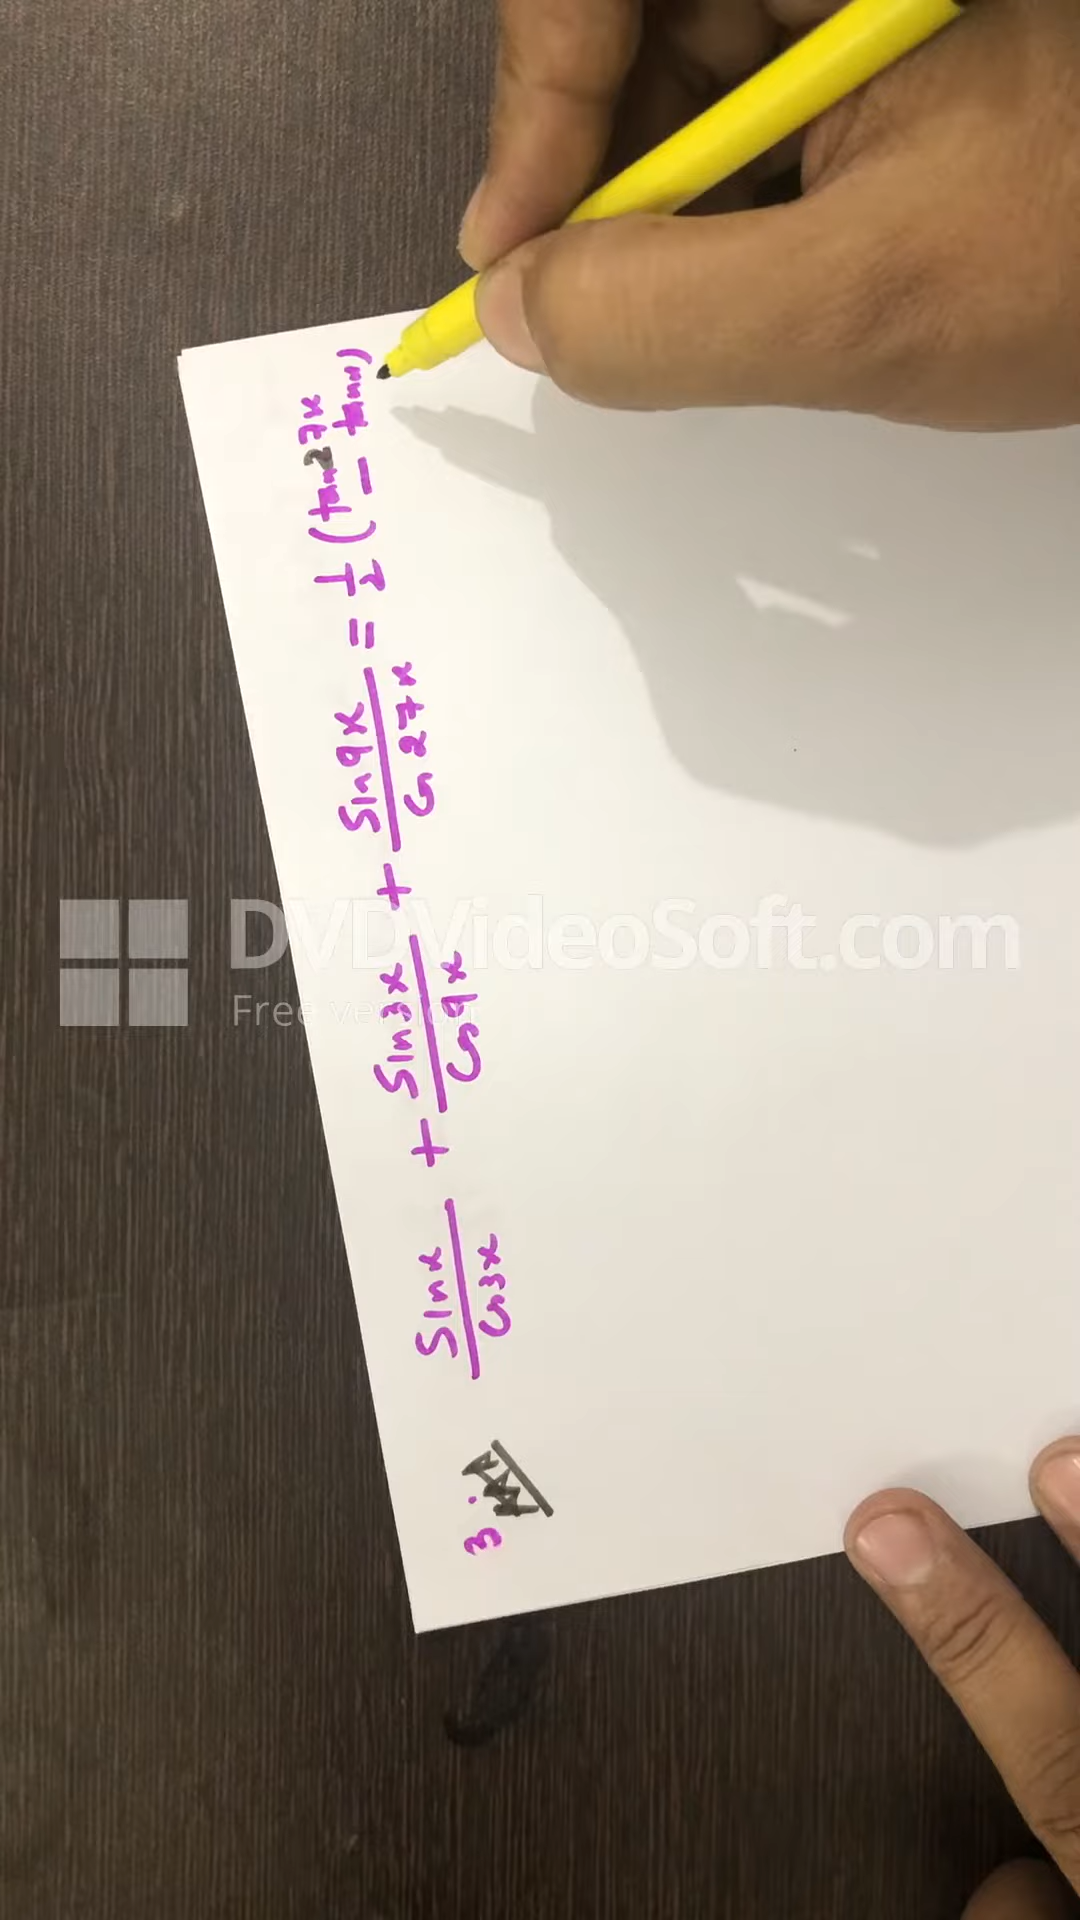 3. sinx/cos3x + sin3x/cos9x + sin9x/cos27x = 1/2 (tan27x
- tanx)
DVDVideoSoft.com
Free version